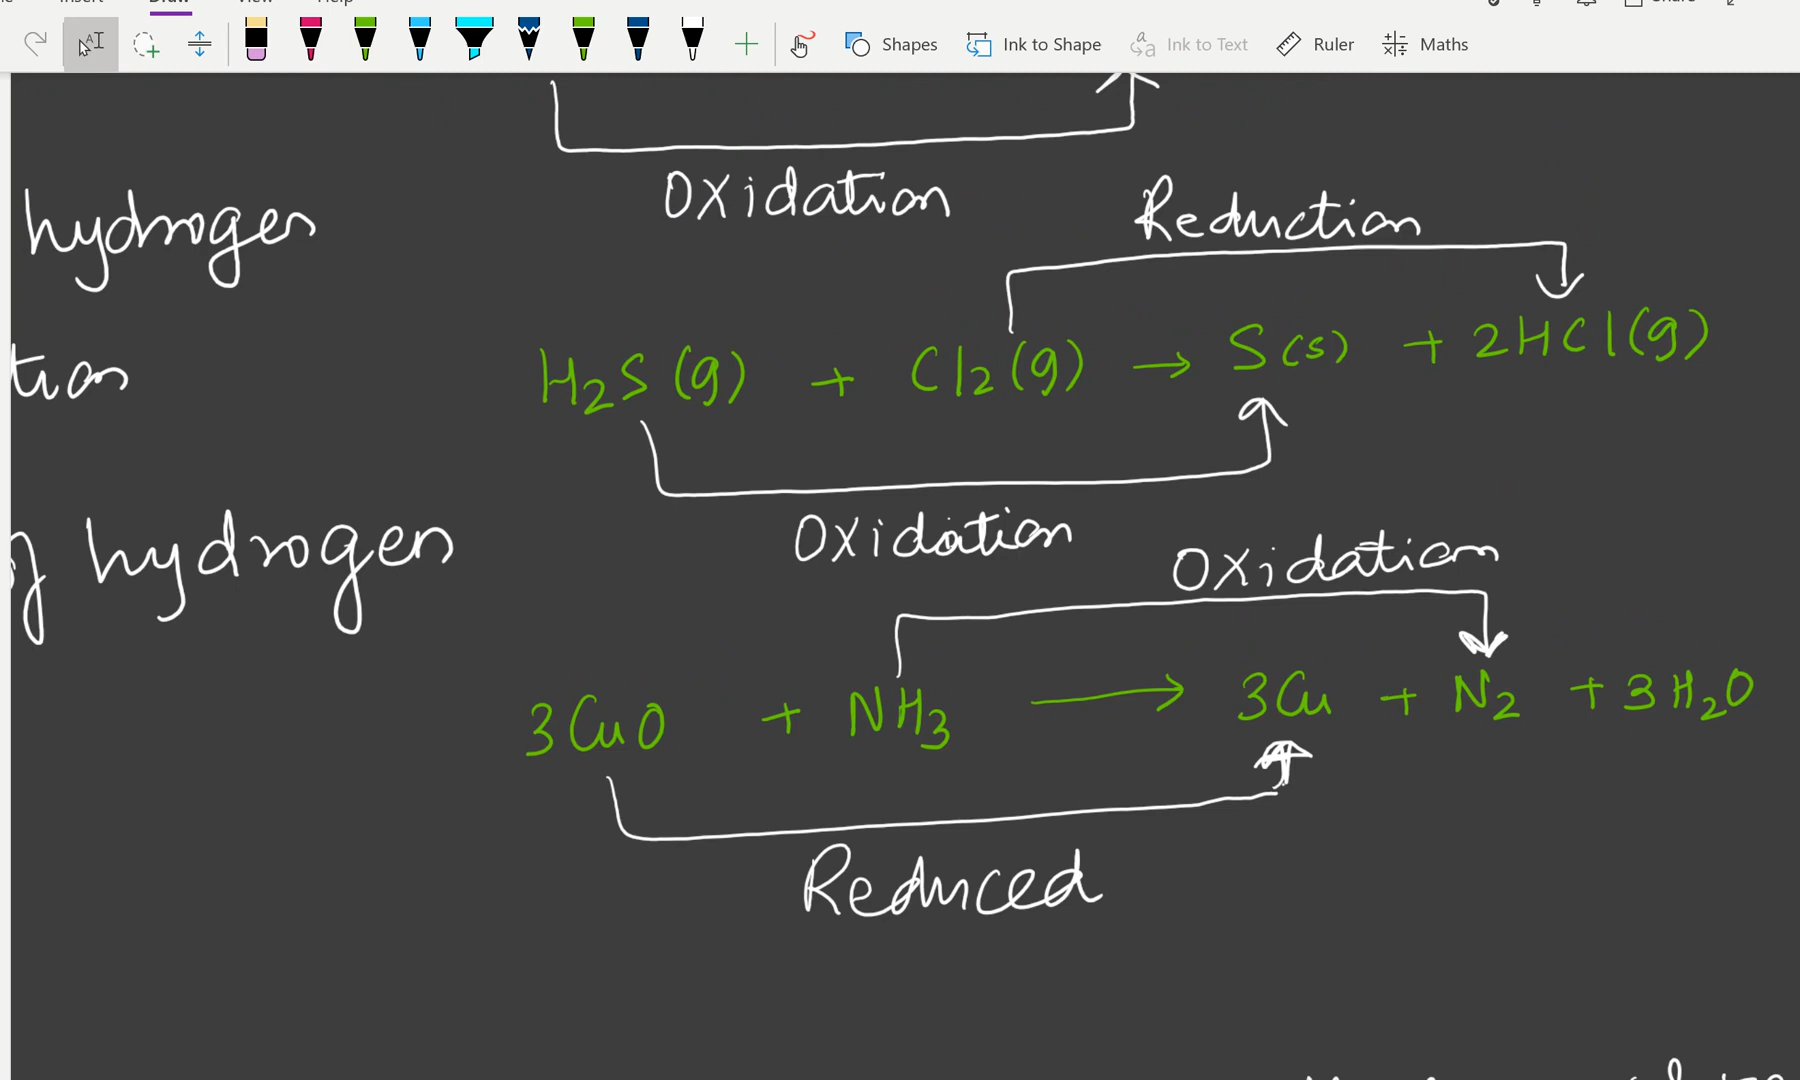 Insert Draw View Help Share
Shapes Ink to Shape Ink to Text Ruler Maths
Oxidation
hydrogen
Reduction
H2S(g) + Cl2(g) → S(s) + 2HCl(g)
tion
Oxidation
hydrogen
Oxidation
3CuO + NH3 → 3Cu + N2 + 3H2O
Reduced